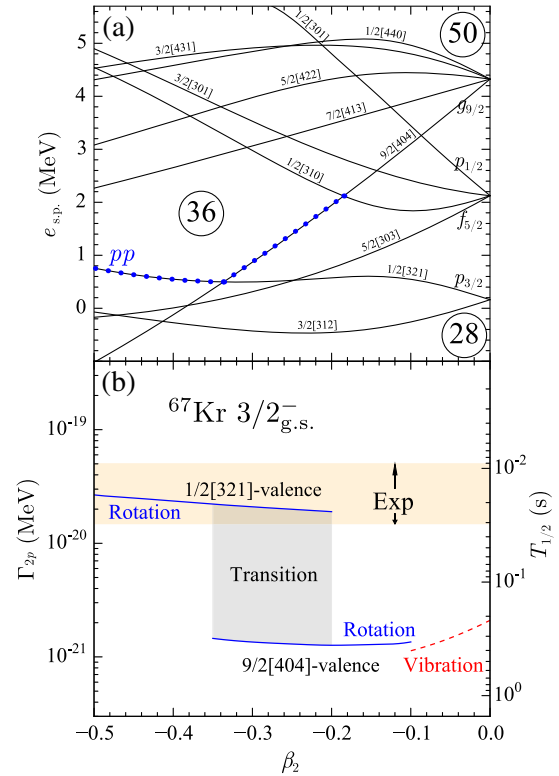 (a)
50
1/2[301]
1/2[440]
3/2[431]
3/2[301]
5/2[422]
7/2[413]
9/2[404]
g9/2
p1/2
1/2[310]
f5/2
36
5/2[303]
pp
1/2[321]
p3/2
3/2[312]
28
e s.p. (MeV)
5
4
3
2
1
0
(b)
67Kr 3/2−g.s.
1/2[321]-valence
Rotation
Exp
Transition
Rotation
9/2[404]-valence
Vibration
Γ2p (MeV)
10-19
10-20
10-21
T1/2 (s)
10-2
10-1
100
−0.5 −0.4 −0.3 −0.2 −0.1 0.0
β2